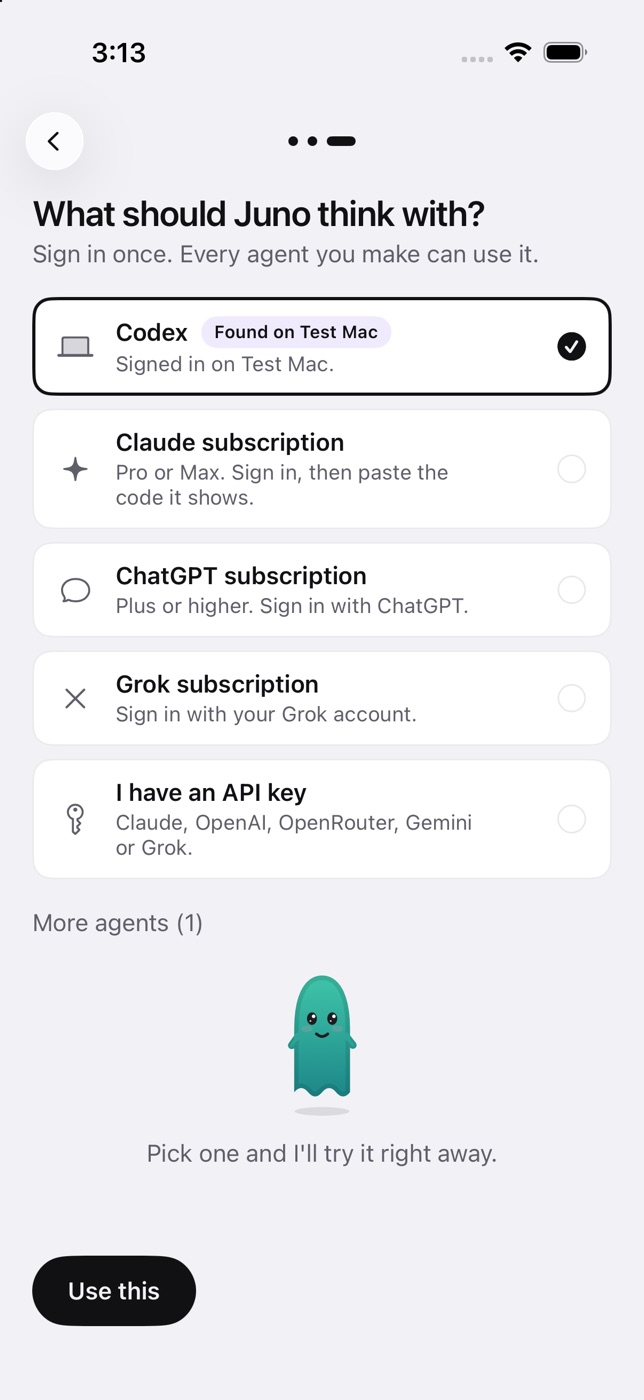 3:13
What should Juno think with?
Sign in once. Every agent you make can use it.
Codex Found on Test Mac
Signed in on Test Mac.
Claude subscription
Pro or Max. Sign in, then paste the
code it shows.
ChatGPT subscription
Plus or higher. Sign in with ChatGPT.
Grok subscription
Sign in with your Grok account.
I have an API key
Claude, OpenAI, OpenRouter, Gemini
or Grok.
More agents (1)
Pick one and I'll try it right away.
Use this